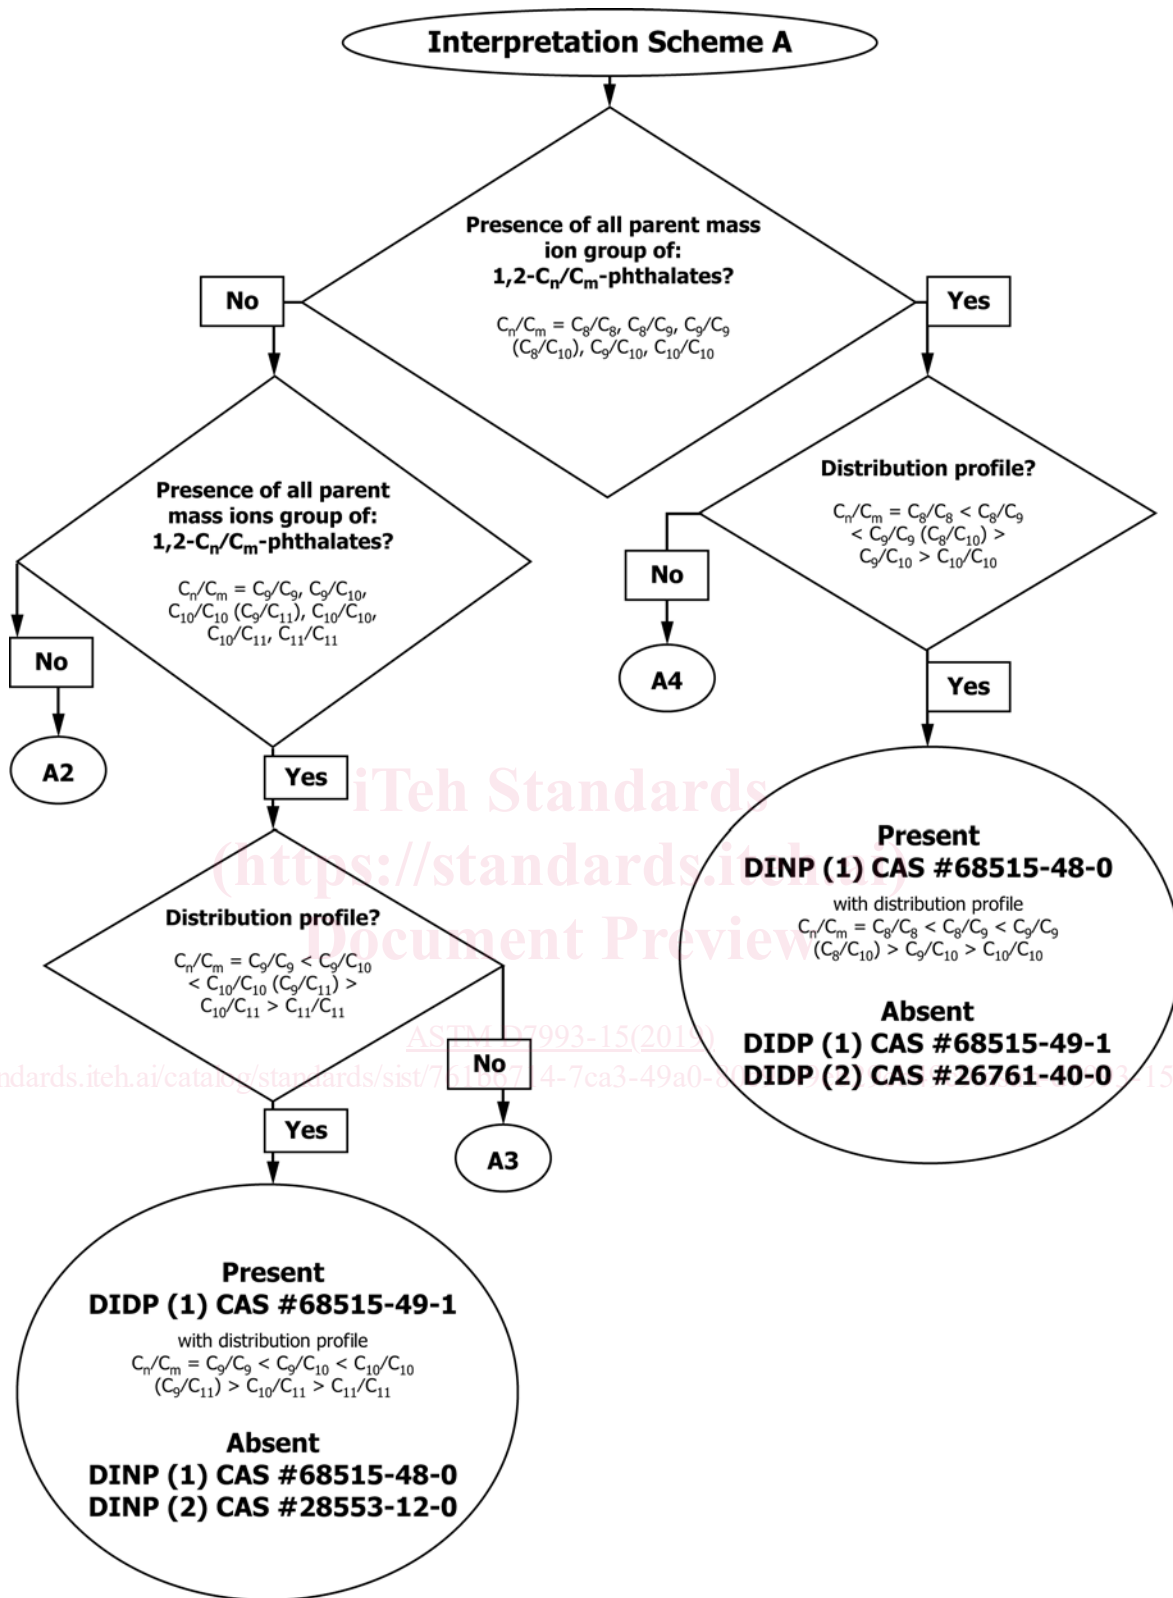 Interpretation Scheme A
Presence of all parent mass
ion group of:
1,2-Cₙ/Cₘ-phthalates?
Cₙ/Cₘ = C₈/C₈, C₈/C₉, C₉/C₉
(C₈/C₁₀), C₉/C₁₀, C₁₀/C₁₀
No
Yes
Presence of all parent
mass ions group of:
1,2-Cₙ/Cₘ-phthalates?
Cₙ/Cₘ = C₉/C₉, C₉/C₁₀,
C₁₀/C₁₀ (C₉/C₁₁), C₁₀/C₁₀,
C₁₀/C₁₁, C₁₁/C₁₁
Distribution profile?
Cₙ/Cₘ = C₈/C₈ < C₈/C₉
< C₉/C₉ (C₈/C₁₀) >
C₉/C₁₀ > C₁₀/C₁₀
No
A2
Yes
No
A4
Yes
iTeh Standards
(https://standards.iteh.ai)
Document Preview
Distribution profile?
Cₙ/Cₘ = C₉/C₉ < C₉/C₁₀
< C₁₀/C₁₀ (C₉/C₁₁) >
C₁₀/C₁₁ > C₁₁/C₁₁
Present
DINP (1) CAS #68515-48-0
with distribution profile
Cₙ/Cₘ = C₈/C₈ < C₈/C₉ < C₉/C₉
(C₈/C₁₀) > C₉/C₁₀ > C₁₀/C₁₀
Absent
DIDP (1) CAS #68515-49-1
DIDP (2) CAS #26761-40-0
ASTM D7993-15(2019)
No
A3
Yes
Present
DIDP (1) CAS #68515-49-1
with distribution profile
Cₙ/Cₘ = C₉/C₉ < C₉/C₁₀ < C₁₀/C₁₀
(C₉/C₁₁) > C₁₀/C₁₁ > C₁₁/C₁₁
Absent
DINP (1) CAS #68515-48-0
DINP (2) CAS #28553-12-0